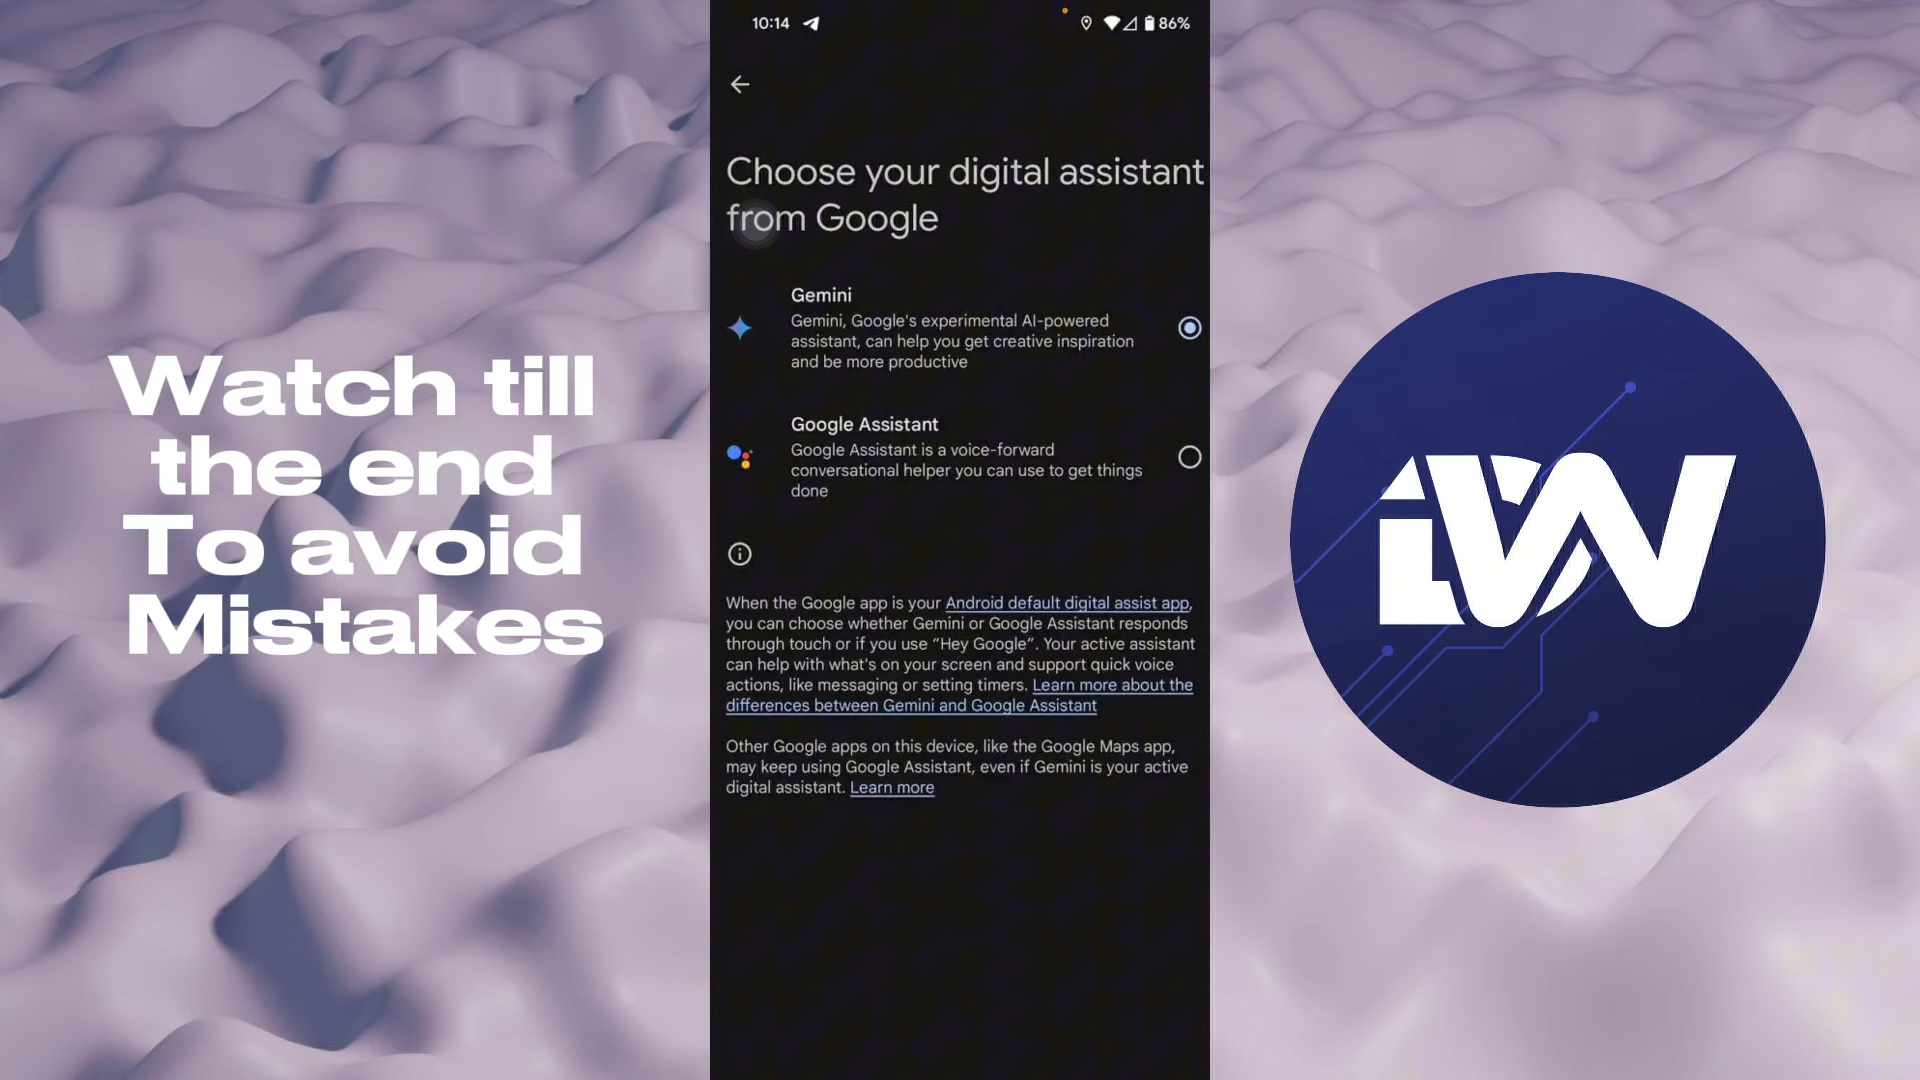 Watch till
the end
To avoid
Mistakes
10:14
86%
Choose your digital assistant
from Google
Gemini
Gemini, Google's experimental AI-powered
assistant, can help you get creative inspiration
and be more productive
Google Assistant
Google Assistant is a voice-forward
conversational helper you can use to get things
done
When the Google app is your Android default digital assist app,
you can choose whether Gemini or Google Assistant responds
through touch or if you use “Hey Google”. Your active assistant
can help with what's on your screen and support quick voice
actions, like messaging or setting timers. Learn more about the
differences between Gemini and Google Assistant
Other Google apps on this device, like the Google Maps app,
may keep using Google Assistant, even if Gemini is your active
digital assistant. Learn more